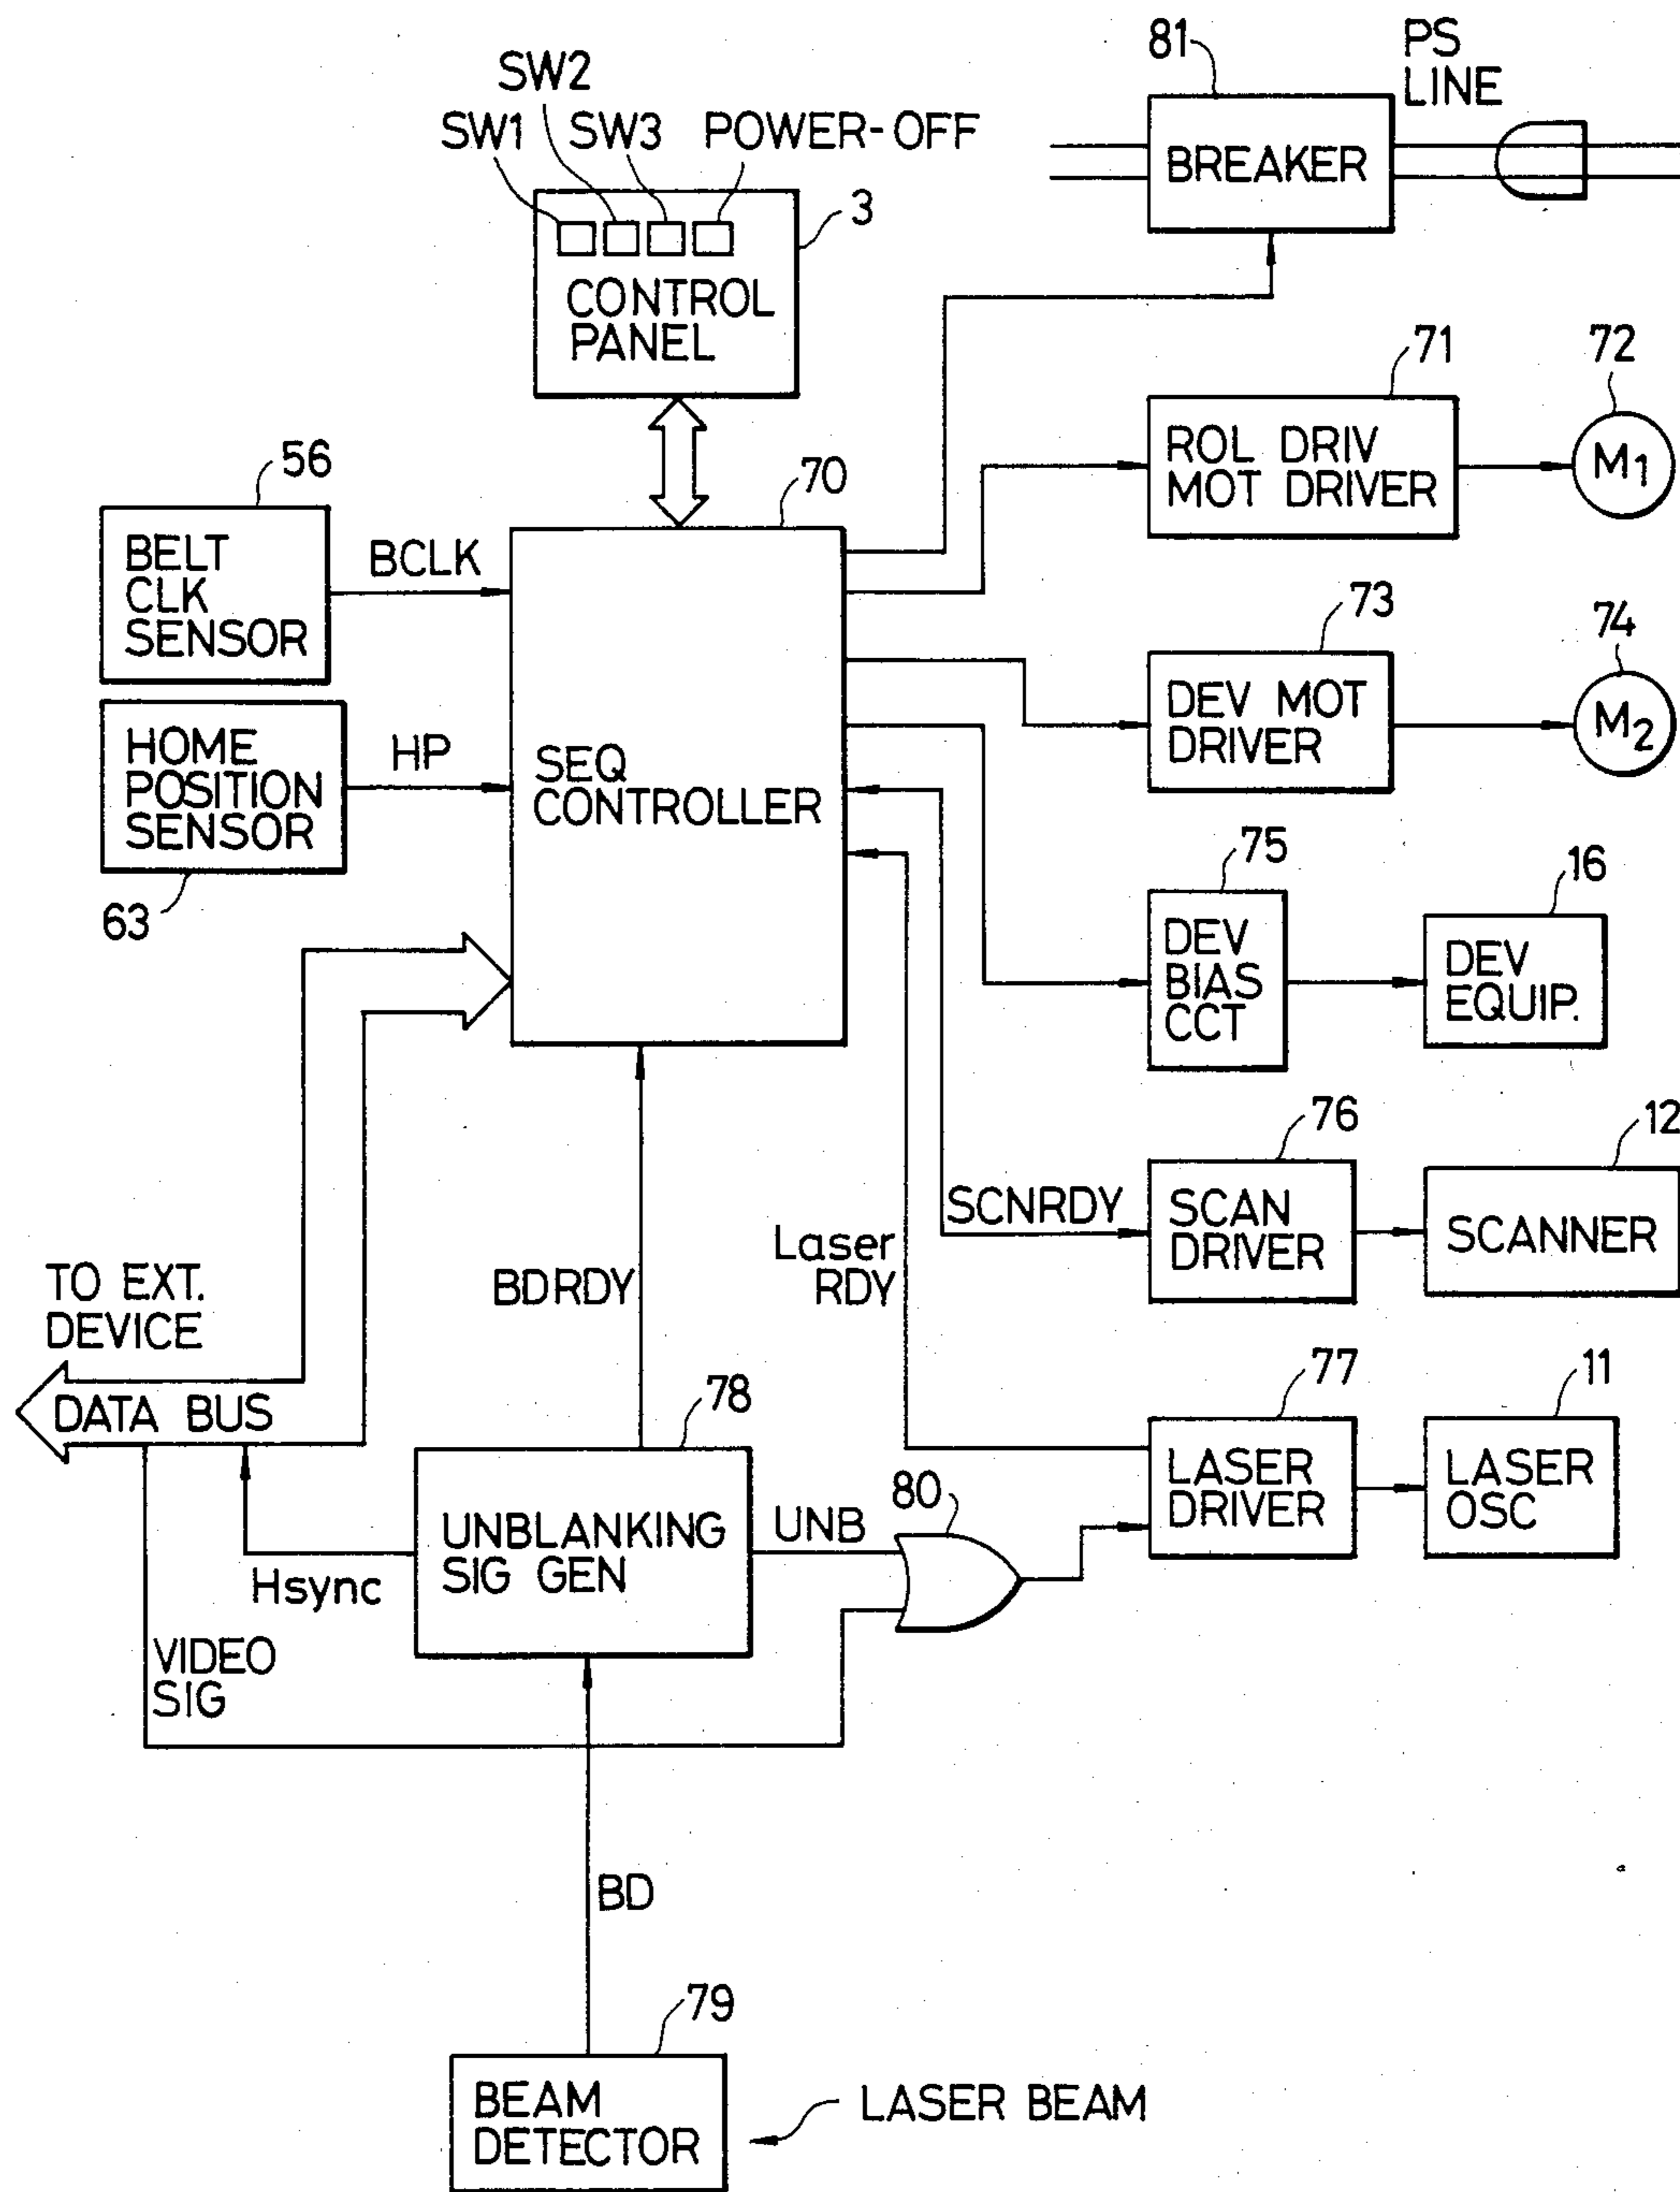 81
PS
LINE
SW2
SW1
SW3
POWER-OFF
BREAKER
3
CONTROL
PANEL
71
72
ROL DRIV
MOT DRIVER
M1
56
70
BELT
CLK
SENSOR
BCLK
73
74
DEV MOT
DRIVER
M2
HOME
POSITION
SENSOR
HP
SEQ
CONTROLLER
63
75
16
DEV
BIAS
CCT
DEV
EQUIP.
76
12
SCNRDY
SCAN
DRIVER
SCANNER
Laser
RDY
BDRDY
TO EXT.
DEVICE
DATA BUS
78
77
11
LASER
DRIVER
LASER
OSC
80
UNB
UNBLANKING
SIG GEN
Hsync
VIDEO
SIG
BD
79
BEAM
DETECTOR
LASER BEAM